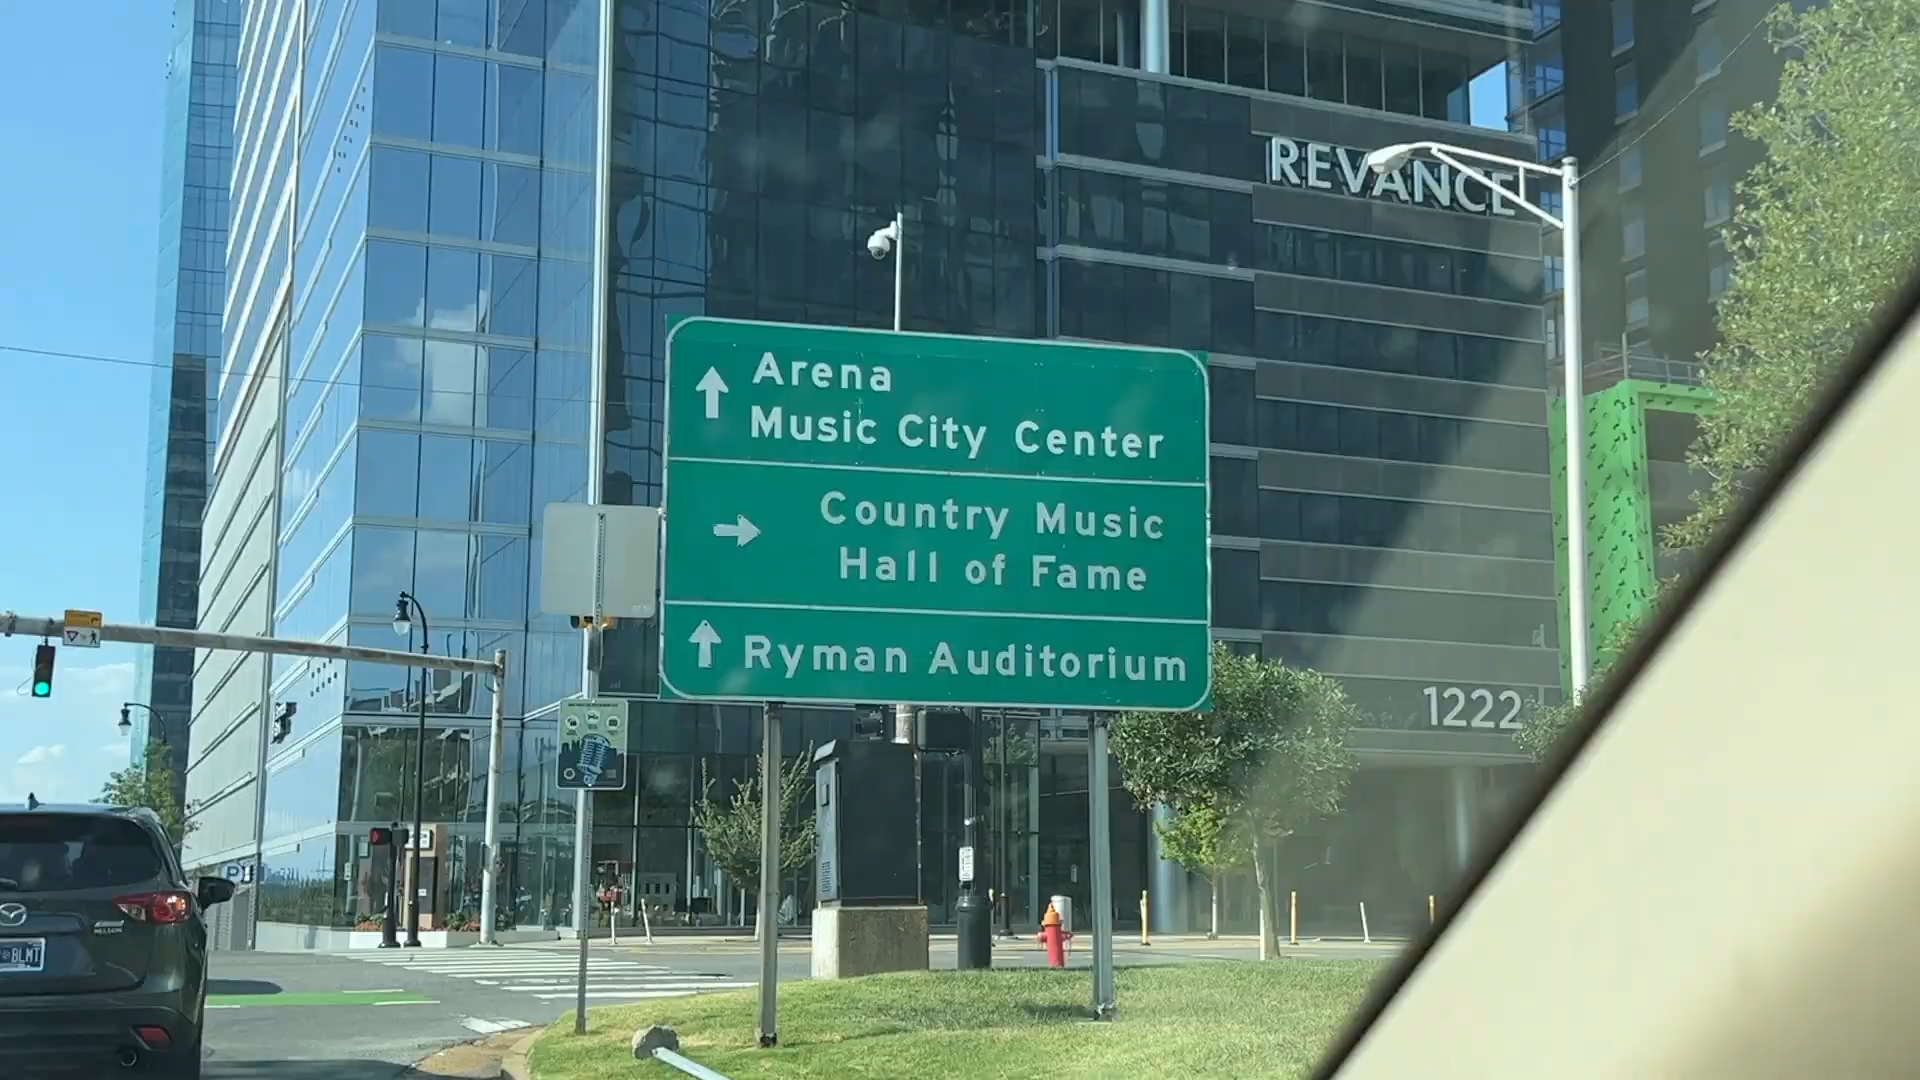 REVANCE
Arena
Music City Center
Country Music
Hall of Fame
Ryman Auditorium
1222
BLMT